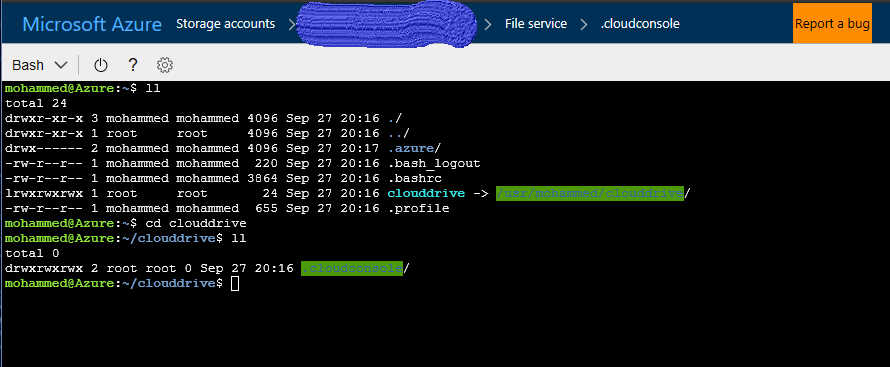 Microsoft Azure Storage accounts > > File service > .cloudconsole Report a bug
Bash ?
mohammed@Azure:~$ ll
total 24
drwxr-xr-x 3 mohammed mohammed 4096 Sep 27 20:16 ./
drwxr-xr-x 1 root     root     4096 Sep 27 20:16 ../
drwx------ 2 mohammed mohammed 4096 Sep 27 20:17 .azure/
-rw-r--r-- 1 mohammed mohammed  220 Sep 27 20:16 .bash_logout
-rw-r--r-- 1 mohammed mohammed 3864 Sep 27 20:16 .bashrc
lrwxrwxrwx 1 root     root       24 Sep 27 20:16 clouddrive -> /usr/mohammed/clouddrive/
-rw-r--r-- 1 mohammed mohammed  655 Sep 27 20:16 .profile
mohammed@Azure:~$ cd clouddrive
mohammed@Azure:~/clouddrive$ ll
total 0
drwxrwxrwx 2 root root 0 Sep 27 20:16 .cloudconsole/
mohammed@Azure:~/clouddrive$